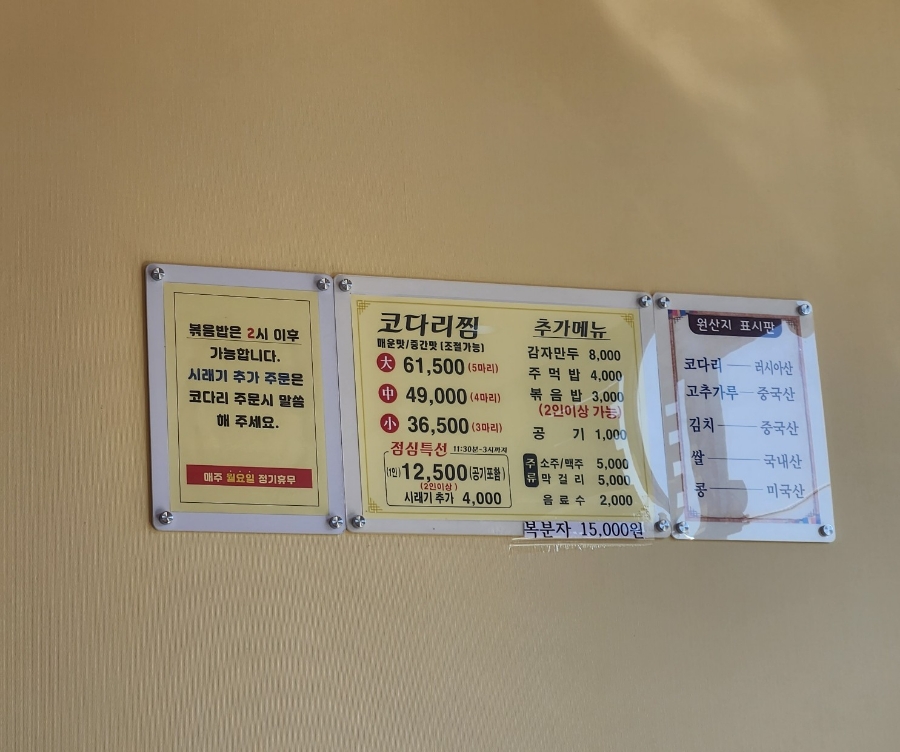 볶음밥은 2시 이후
가능합니다.
시래기 추가 주문은
코다리 주문시 말씀
해 주세요.
매주 월요일 정기휴무
코다리찜
매운맛/중간맛 (조절가능)
大 61,500 (5마리)
中 49,000 (4마리)
小 36,500 (3마리)
점심특선 11:30분~3시까지
(1인) 12,500 (공기포함)
(2인이상)
시래기 추가 4,000
추가메뉴
감자만두 8,000
주먹밥 4,000
볶음밥 3,000
(2인이상 가능)
공기 1,000
주류
소주/맥주 5,000
막걸리 5,000
음료수 2,000
복분자 15,000원
원산지 표시판
코다리 러시아산
고추가루 중국산
김치 중국산
쌀 국내산
콩 미국산